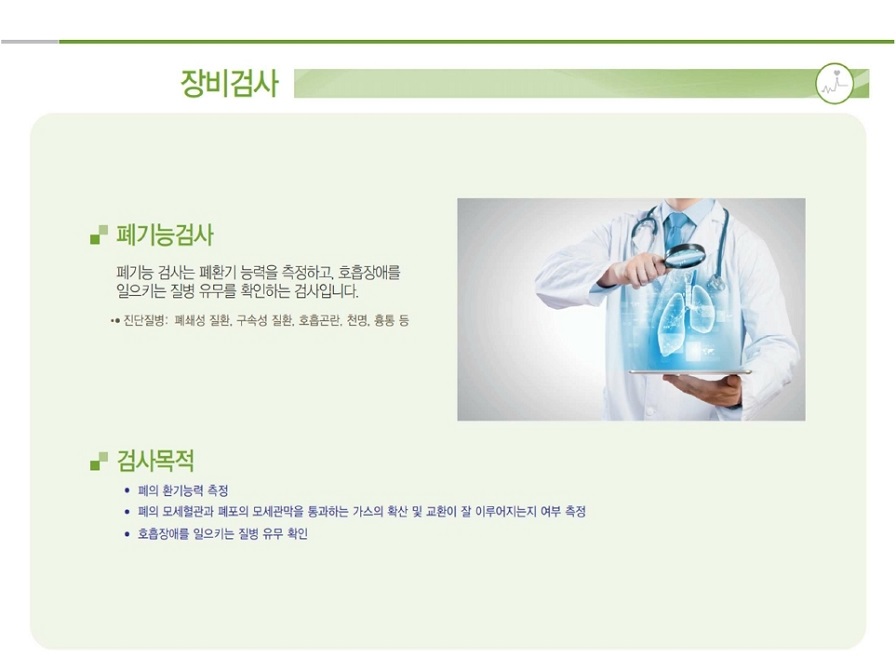 장비검사
폐기능검사
폐기능 검사는 폐환기 능력을 측정하고, 호흡장애를
일으키는 질병 유무를 확인하는 검사입니다.
진단질병: 폐쇄성 질환, 구속성 질환, 호흡곤란, 천명, 흉통 등
검사목적
• 폐의 환기능력 측정
• 폐의 모세혈관과 폐포의 모세관막을 통과하는 가스의 확산 및 교환이 잘 이루어지는지 여부 측정
• 호흡장애를 일으키는 질병 유무 확인